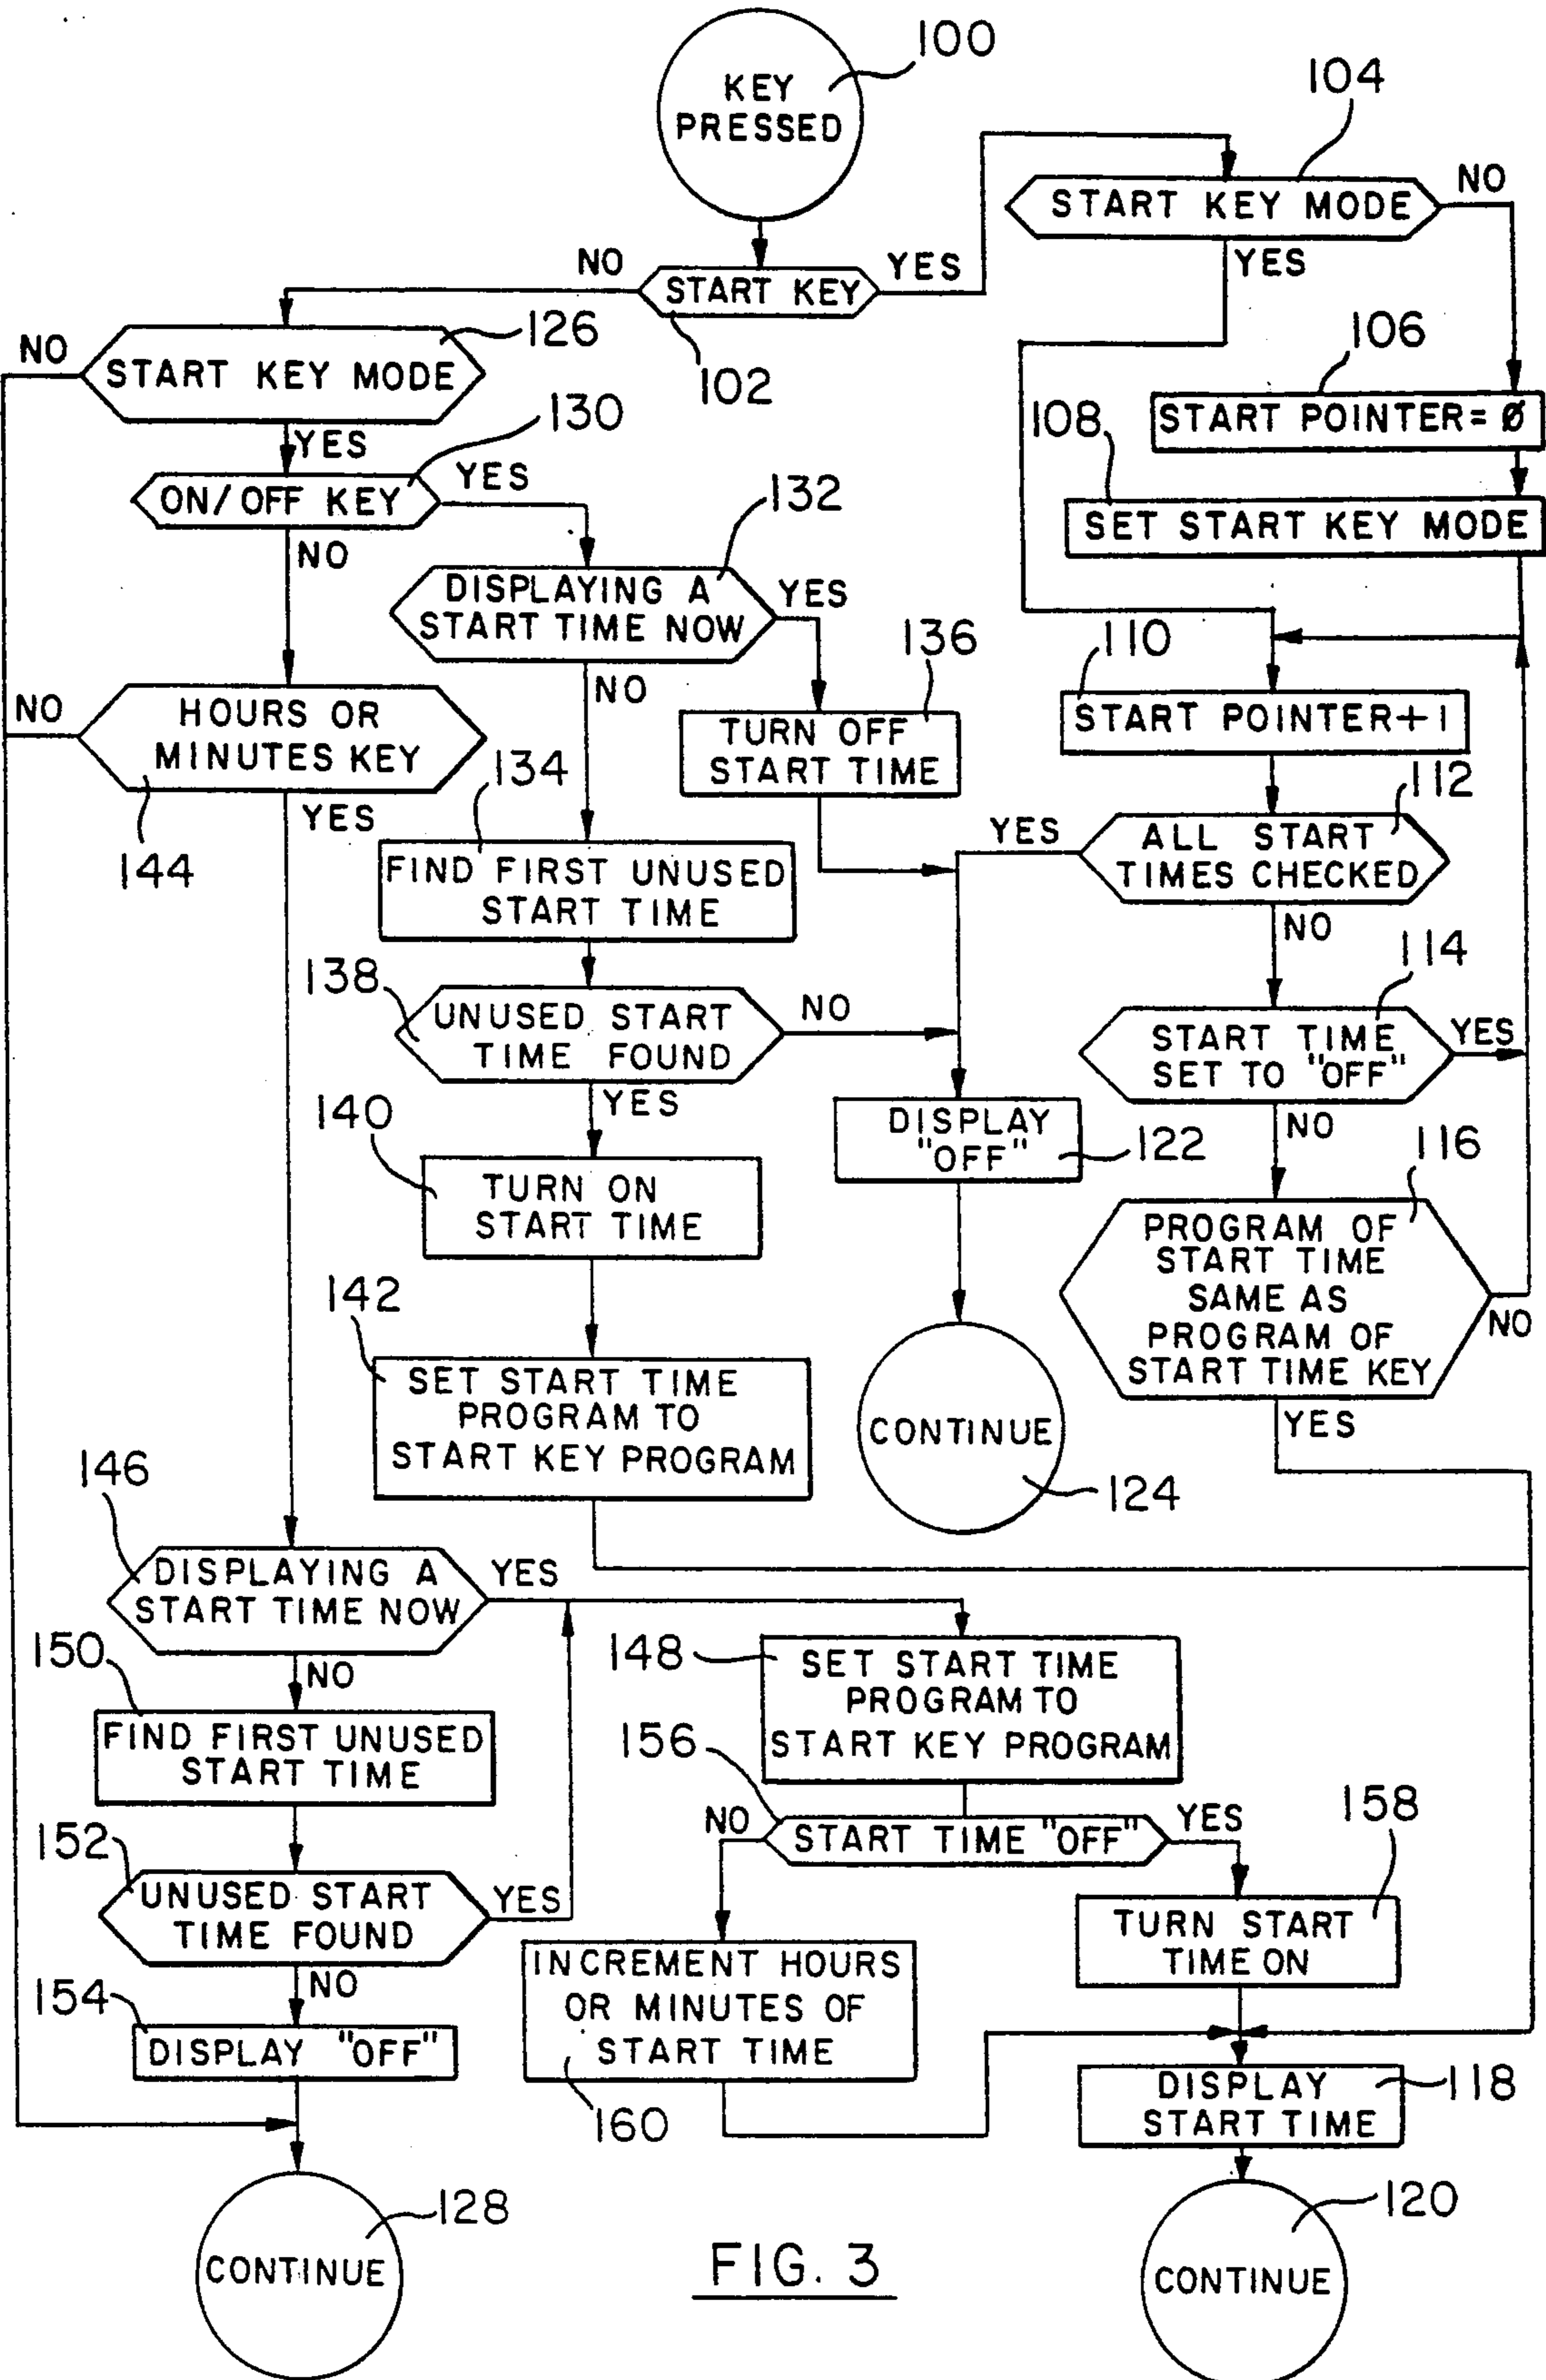 100
KEY
PRESSED
104
START KEY MODE
NO
YES
NO
START KEY
YES
102
126
NO
START KEY MODE
YES
106
START POINTER=Ø
108
SET START KEY MODE
130
ON/OFF KEY
YES
NO
132
DISPLAYING A
START TIME NOW
YES
NO
136
TURN OFF
START TIME
110
START POINTER+1
NO
HOURS OR
MINUTES KEY
144
YES
134
FIND FIRST UNUSED
START TIME
112
YES
ALL START
TIMES CHECKED
NO
138
UNUSED START
TIME FOUND
NO
YES
114
START TIME
SET TO "OFF"
YES
NO
140
TURN ON
START TIME
DISPLAY
"OFF"
122
116
PROGRAM OF
START TIME
SAME AS
PROGRAM OF
START TIME KEY
NO
YES
142
SET START TIME
PROGRAM TO
START KEY PROGRAM
CONTINUE
124
146
DISPLAYING A
START TIME NOW
YES
NO
148
SET START TIME
PROGRAM TO
START KEY PROGRAM
150
FIND FIRST UNUSED
START TIME
156
NO
START TIME "OFF"
YES
158
TURN START
TIME ON
152
UNUSED START
TIME FOUND
YES
NO
INCREMENT HOURS
OR MINUTES OF
START TIME
160
154
DISPLAY "OFF"
DISPLAY
START TIME
118
128
CONTINUE
120
CONTINUE
FIG. 3